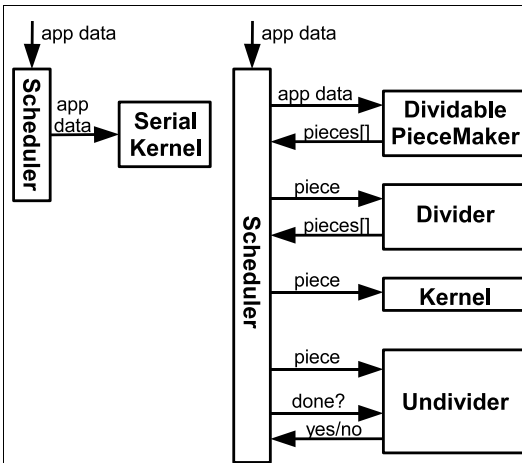 app data
Scheduler
app
data
Serial
Kernel
app data
Scheduler
app data
pieces[]
Dividable
PieceMaker
piece
pieces[]
Divider
piece
Kernel
piece
done?
yes/no
Undivider